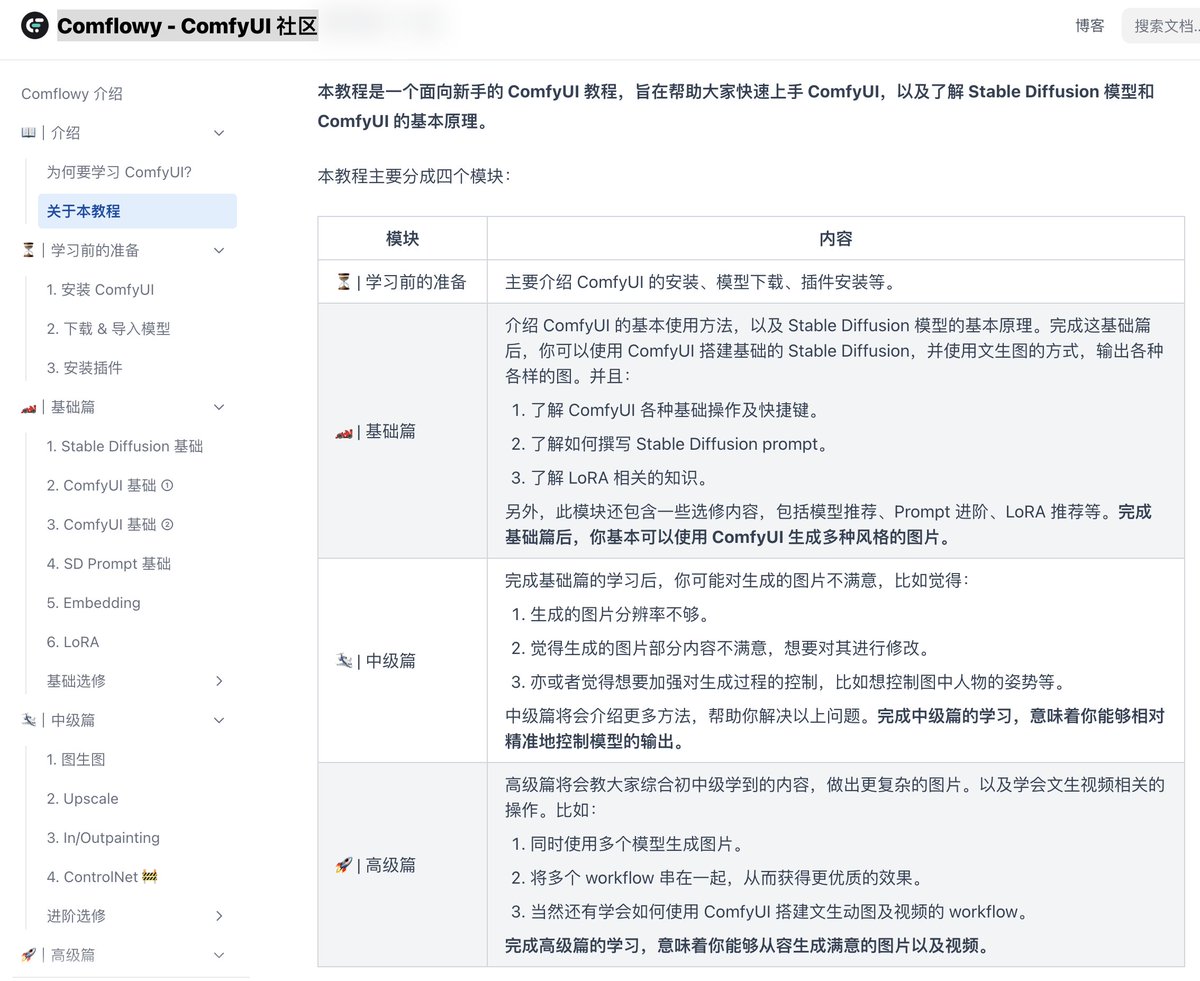 Comflowy - ComfyUI 社区
博客
搜索文档...
Comflowy 介绍
📖 | 介绍
为何要学习 ComfyUI?
关于本教程
⏳ | 学习前的准备
1. 安装 ComfyUI
2. 下载 & 导入模型
3. 安装插件
🏎️ | 基础篇
1. Stable Diffusion 基础
2. ComfyUI 基础 ①
3. ComfyUI 基础 ②
4. SD Prompt 基础
5. Embedding
6. LoRA
基础选修
⛷️ | 中级篇
1. 图生图
2. Upscale
3. In/Outpainting
4. ControlNet 🚧
进阶选修
🚀 | 高级篇
本教程是一个面向新手的 ComfyUI 教程，旨在帮助大家快速上手 ComfyUI，以及了解 Stable Diffusion 模型和
ComfyUI 的基本原理。
本教程主要分成四个模块：
模块
内容
⏳ | 学习前的准备
主要介绍 ComfyUI 的安装、模型下载、插件安装等。
🏎️ | 基础篇
介绍 ComfyUI 的基本使用方法，以及 Stable Diffusion 模型的基本原理。完成这基础篇
后，你可以使用 ComfyUI 搭建基础的 Stable Diffusion，并使用文生图的方式，输出各种
各样的图。并且：
1. 了解 ComfyUI 各种基础操作及快捷键。
2. 了解如何撰写 Stable Diffusion prompt。
3. 了解 LoRA 相关的知识。
另外，此模块还包含一些选修内容，包括模型推荐、Prompt 进阶、LoRA 推荐等。完成
基础篇后，你基本可以使用 ComfyUI 生成多种风格的图片。
⛷️ | 中级篇
完成基础篇的学习后，你可能对生成的图片不满意，比如觉得：
1. 生成的图片分辨率不够。
2. 觉得生成的图片部分内容不满意，想要对其进行修改。
3. 亦或者觉得想要加强对生成过程的控制，比如想控制图中人物的姿势等。
中级篇将会介绍更多方法，帮助你解决以上问题。完成中级篇的学习，意味着你能够相对
精准地控制模型的输出。
🚀 | 高级篇
高级篇将会教大家综合初中级学到的内容，做出更复杂的图片。以及学会文生视频相关的
操作。比如：
1. 同时使用多个模型生成图片。
2. 将多个 workflow 串在一起，从而获得更优质的效果。
3. 当然还有学会如何使用 ComfyUI 搭建文生动图及视频的 workflow。
完成高级篇的学习，意味着你能够从容生成满意的图片以及视频。